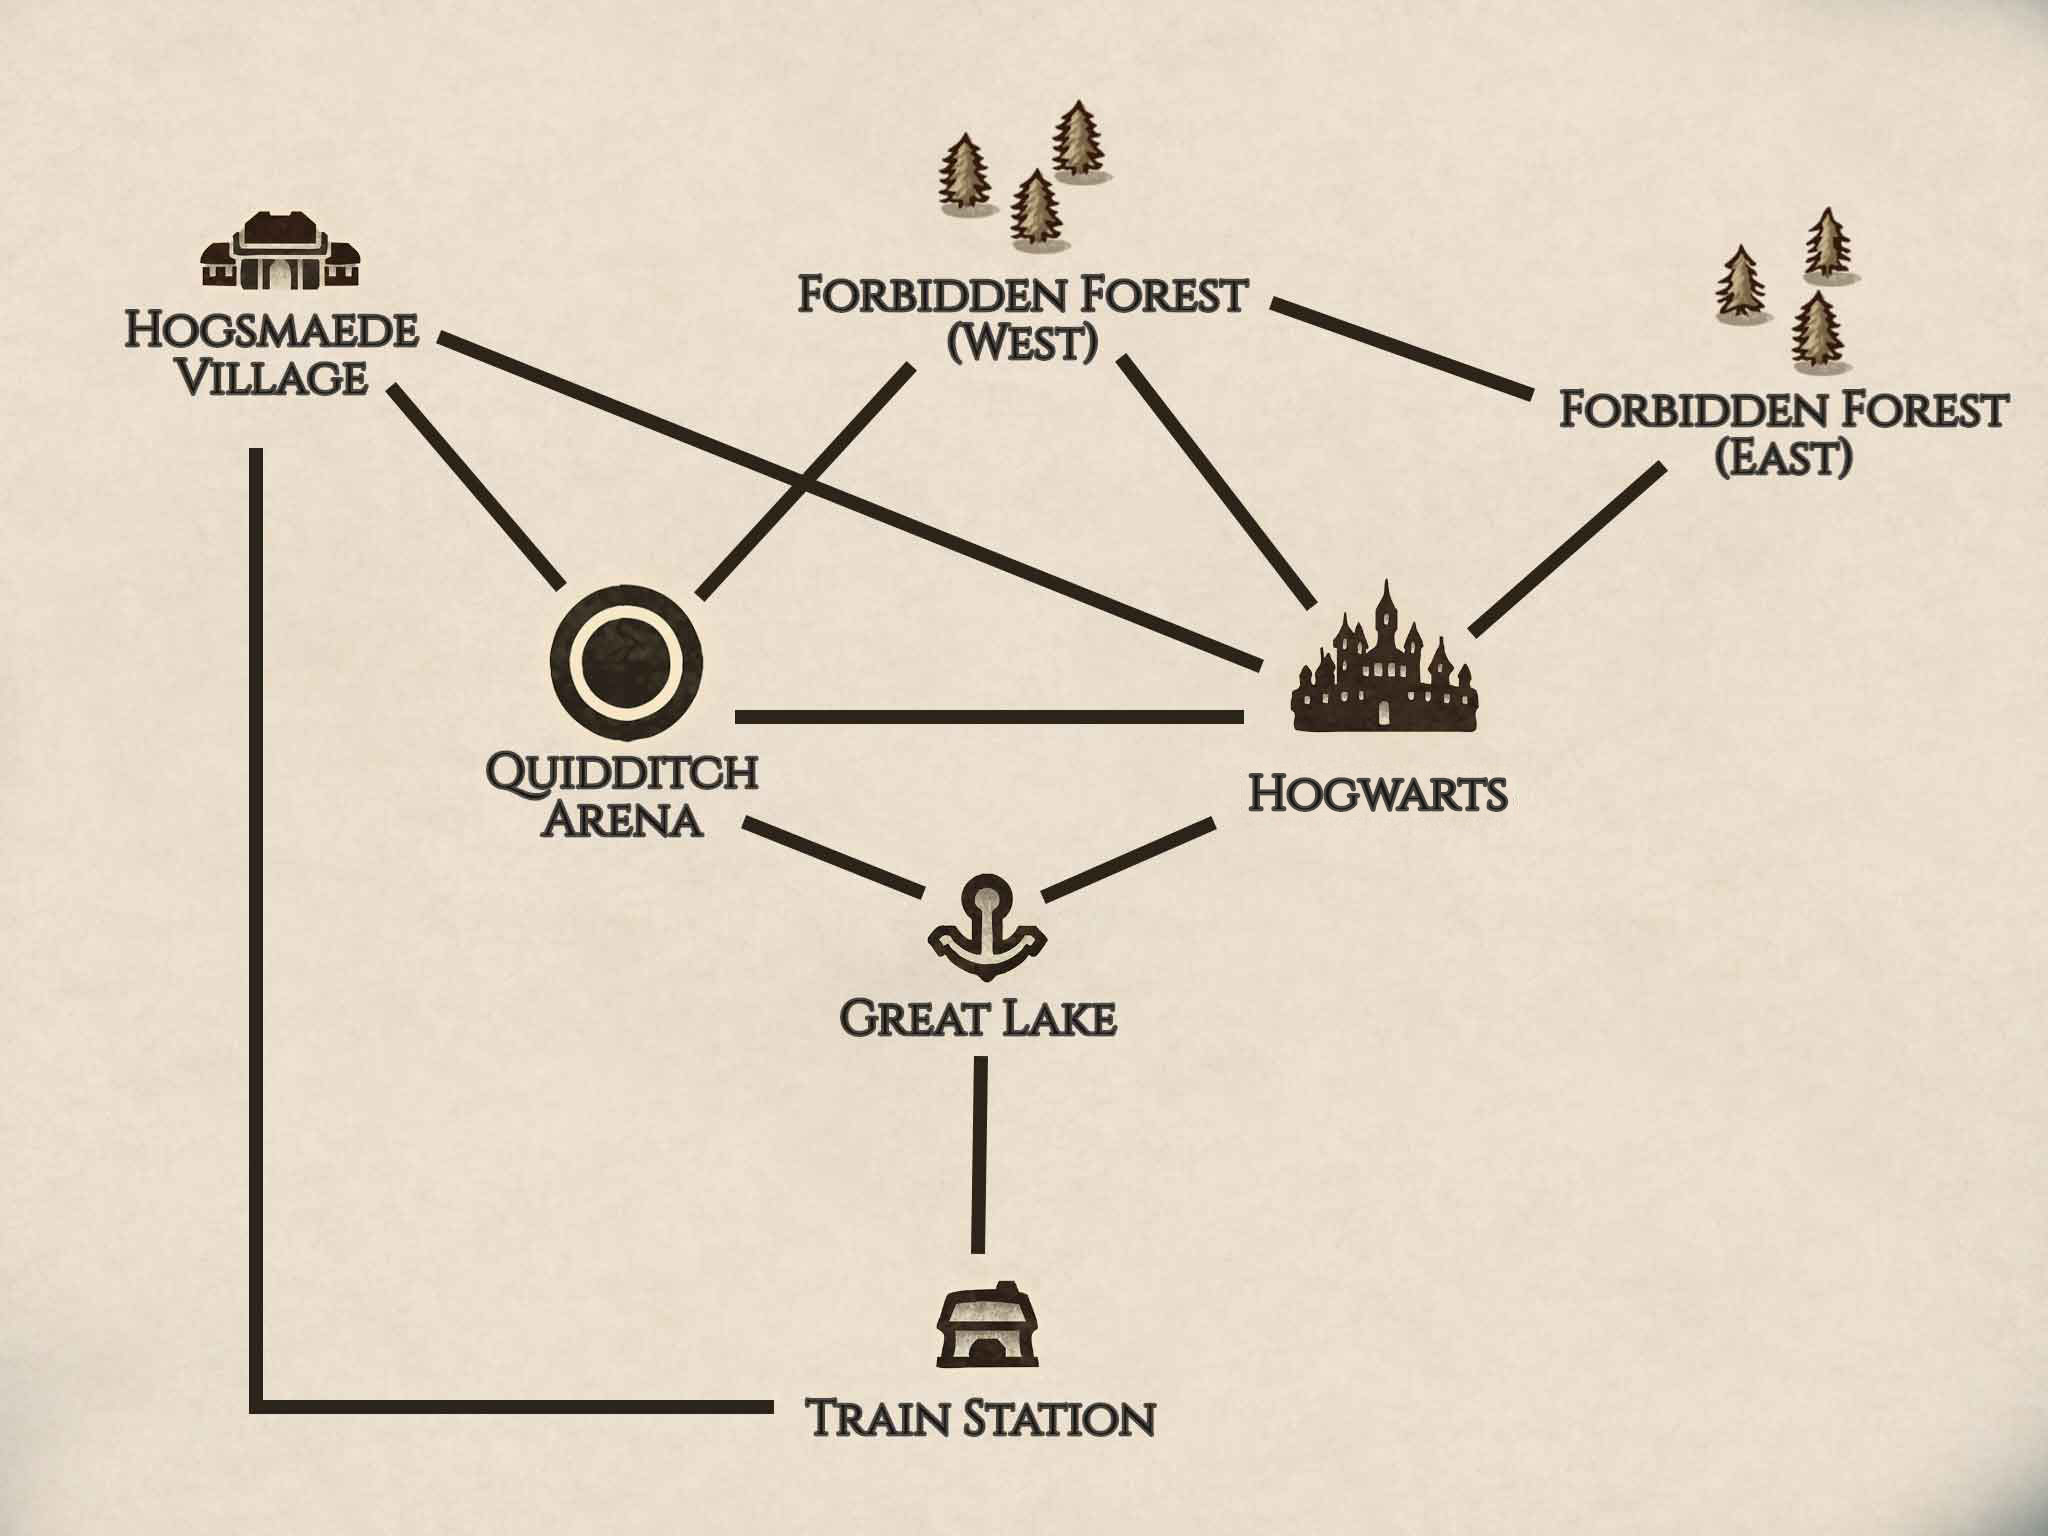 Forbidden Forest
(West)
Hogsmaede
Village
Forbidden Forest
(East)
Quidditch
Arena
Hogwarts
Great Lake
Train Station